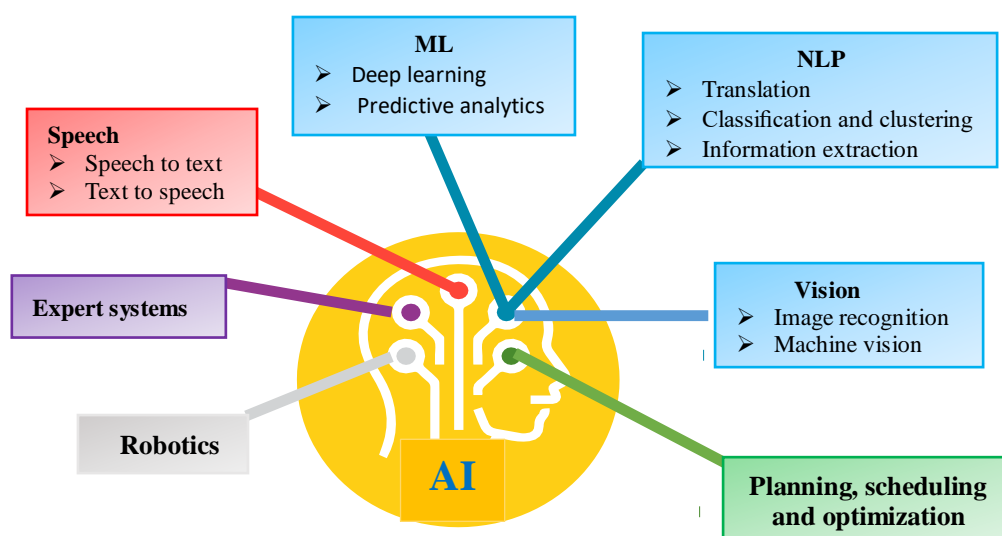 ML
➢ Deep learning
➢ Predictive analytics
NLP
➢ Translation
➢ Classification and clustering
➢ Information extraction
Speech
➢ Speech to text
➢ Text to speech
Expert systems
Vision
➢ Image recognition
➢ Machine vision
Robotics
AI
Planning, scheduling
and optimization